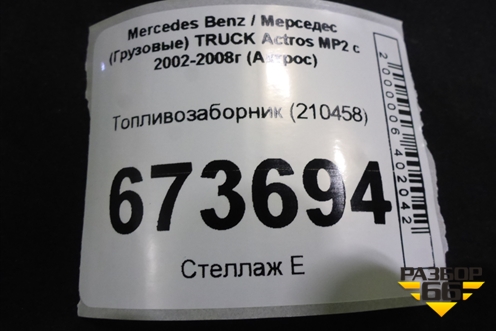 Mercedes Benz / Мерседес
(Грузовые) TRUCK Actros MP2 с
2002-2008г (Актрос)
Топливозаборник (210458)
673694
Стеллаж Е
2000006402042
РАЗБОР
66